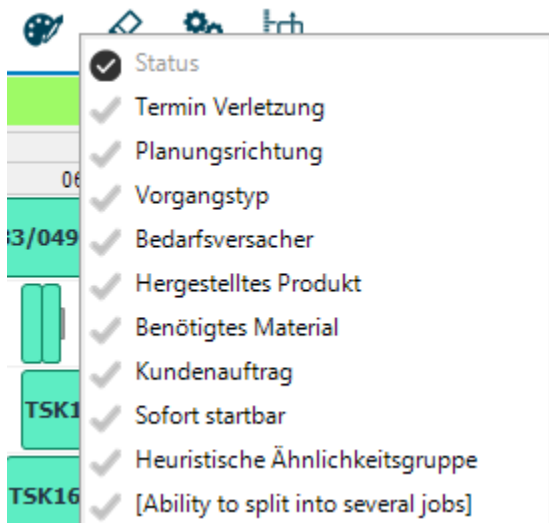 Status
Termin Verletzung
06
Planungsrichtung
Vorgangstyp
33/049
Bedarfsversacher
Hergestelltes Produkt
Benötigtes Material
Kundenauftrag
TSK1
Sofort startbar
Heuristische Ähnlichkeitsgruppe
TSK16
[Ability to split into several jobs]